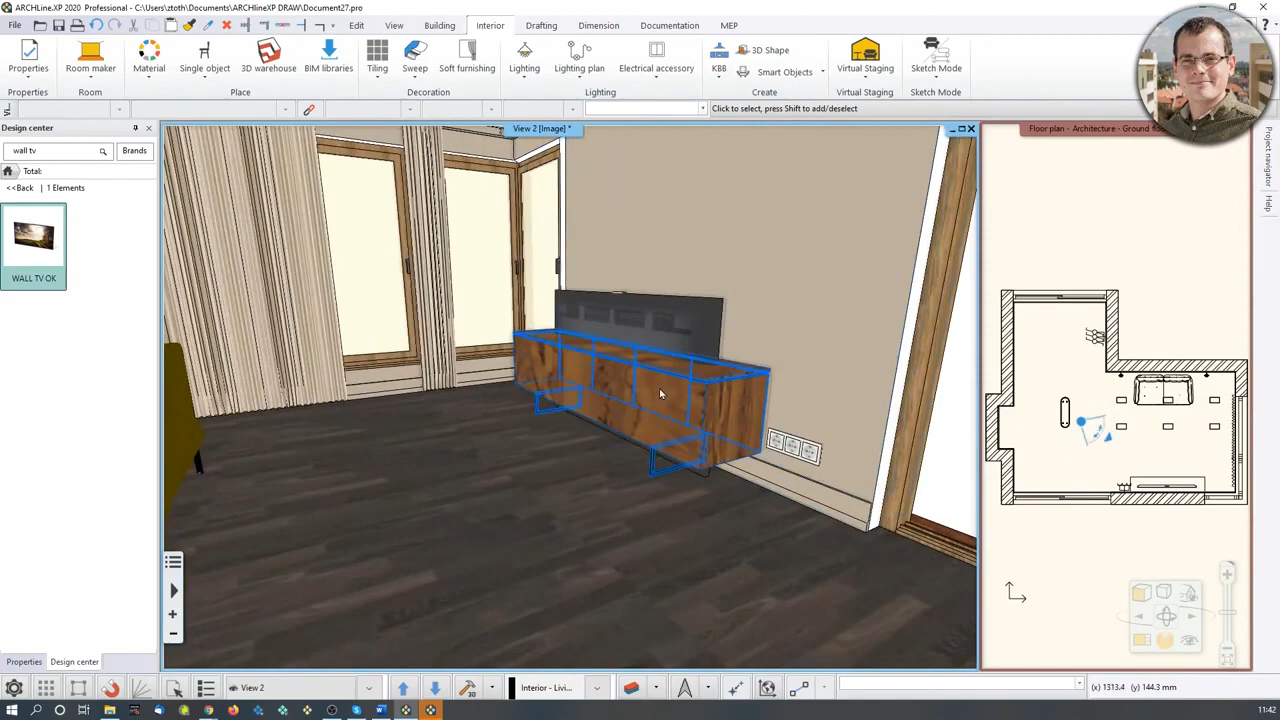 ARCHLine.XP 2020 Professional - C:\Users\ztoth\Documents\ARCHlineXP DRAW\Document27.pro
File
Edit
View
Building
Interior
Drafting
Dimension
Documentation
MEP
Properties
Room maker
Material
Single object
3D warehouse
BIM libraries
Tiling
Sweep
Soft furnishing
Lighting
Lighting plan
Electrical accessory
KBB
3D Shape
Smart Objects
Virtual Staging
Sketch Mode
Properties
Room
Place
Decoration
Lighting
Create
Virtual Staging
Sketch Mode
Click to select, press Shift to add/deselect
Design center
View 2 [Image] *
Floor plan - Architecture - Ground
wall tv
Brands
Total:
<<Back
1 Elements
WALL TV OK
Project navigator
Help
Properties
Design center
View 2
Interior - Livi...
(x) 1313.4 (y) 144.3 mm
11:42